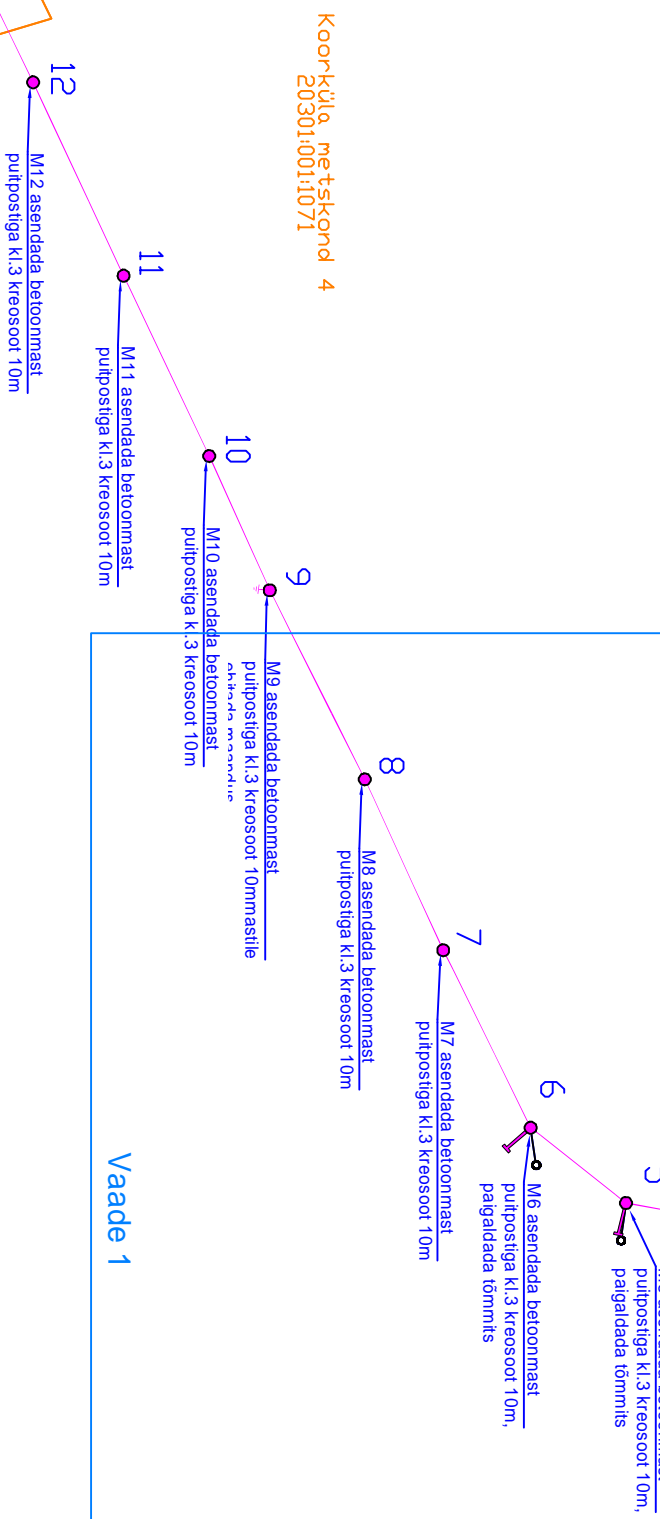 Koorküla metskond 4
20301:001:1071
12
M12 asendada betoonmast
puitpostiga kl.3 kreosoot 10m
11
M11 asendada betoonmast
puitpostiga kl.3 kreosoot 10m
10
M10 asendada betoonmast
puitpostiga kl.3 kreosoot 10m
9
M9 asendada betoonmast
puitpostiga kl.3 kreosoot 10mmastile
8
M8 asendada betoonmast
puitpostiga kl.3 kreosoot 10m
7
M7 asendada betoonmast
puitpostiga kl.3 kreosoot 10m
6
M6 asendada betoonmast
puitpostiga kl.3 kreosoot 10m,
paigaldada tõmmits
5
puitpostiga kl.3 kreosoot 10m,
paigaldada tõmmits
Vaade 1